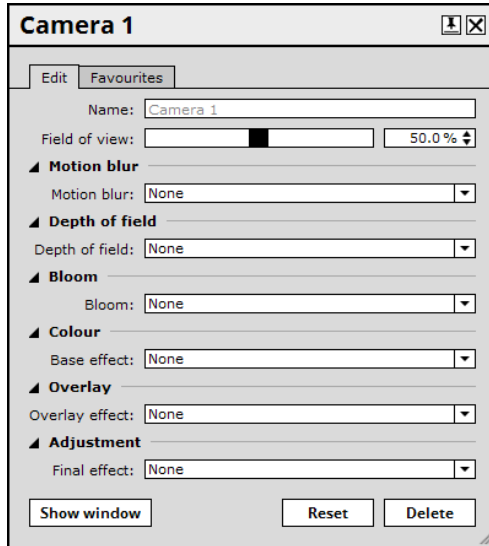 Camera 1
Edit Favourites
Name: Camera 1
Field of view: 50.0 %
Motion blur
Motion blur: None
Depth of field
Depth of field: None
Bloom
Bloom: None
Colour
Base effect: None
Overlay
Overlay effect: None
Adjustment
Final effect: None
Show window Reset Delete